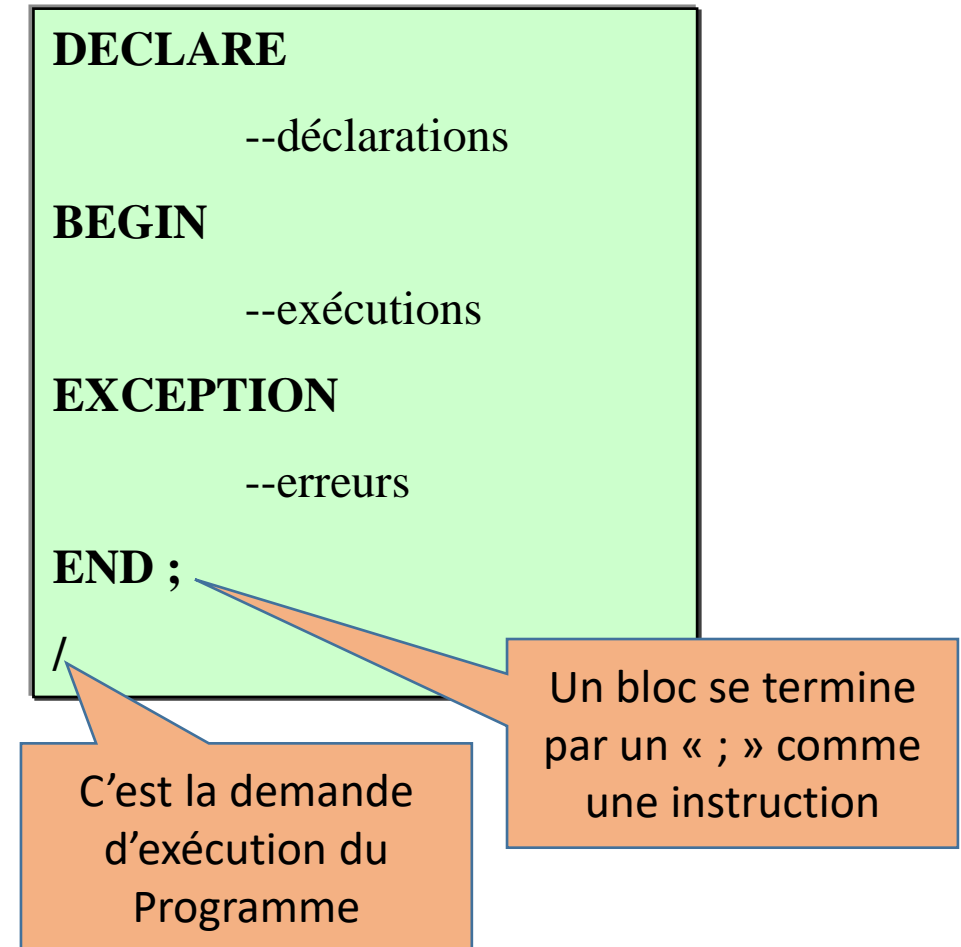 DECLARE
--déclarations
BEGIN
--exécutions
EXCEPTION
--erreurs
END ;
/
Un bloc se termine
par un « ; » comme
une instruction
C’est la demande
d’exécution du
Programme